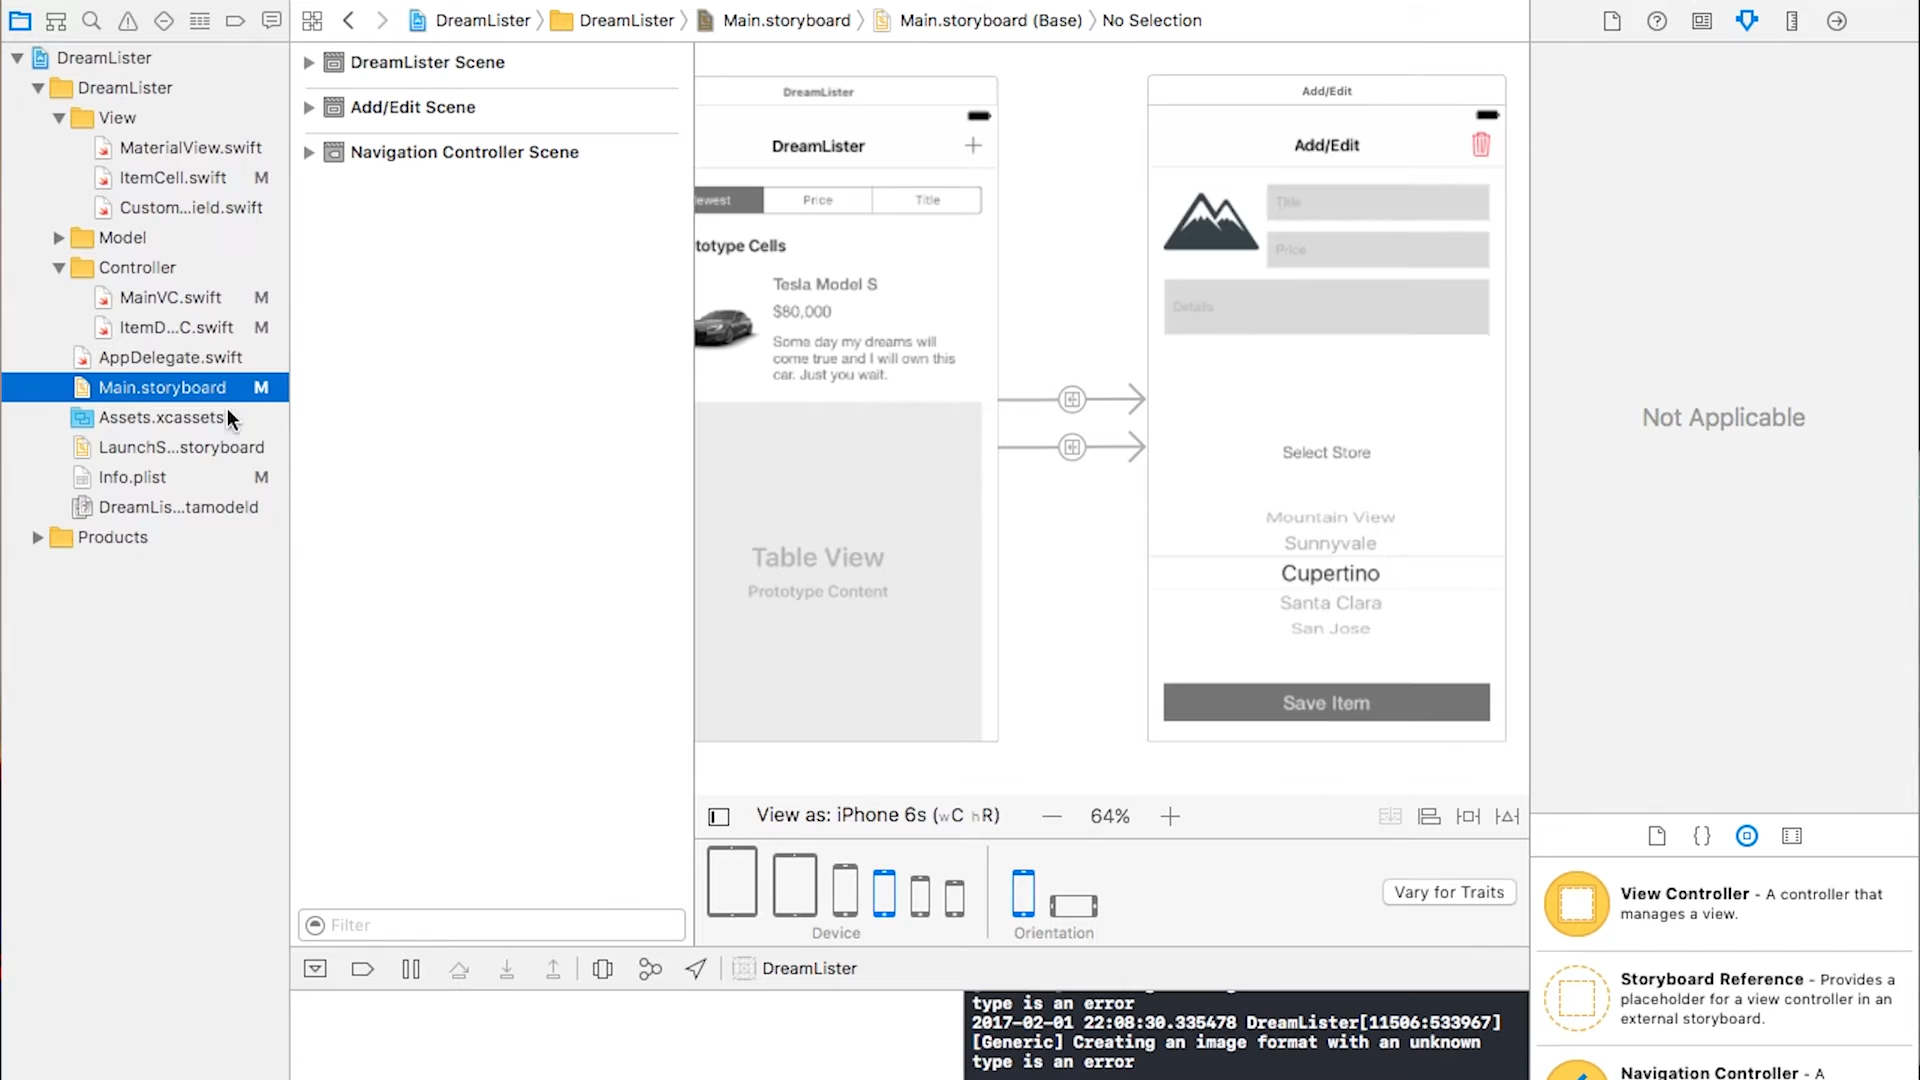 DreamLister
DreamLister
View
MaterialView.swift
ItemCell.swift M
Custom...ield.swift
Model
Controller
MainVC.swift M
ItemD...C.swift M
AppDelegate.swift
Main.storyboard M
Assets.xcassets
LaunchS...storyboard
Info.plist M
DreamLis...tamodeld
Products
DreamLister DreamLister Main.storyboard Main.storyboard (Base) No Selection
DreamLister Scene
Add/Edit Scene
Navigation Controller Scene
Filter
DreamLister
DreamLister
ewest Price Title
totype Cells
Tesla Model S
$80,000
Some day my dreams will
come true and I will own this
car. Just you wait.
Table View
Prototype Content
Add/Edit
Add/Edit
Title
Price
Details
Select Store
Mountain View
Sunnyvale
Cupertino
Santa Clara
San Jose
Save Item
View as: iPhone 6s (wC hR) — 64% +
Device
Orientation
Vary for Traits
DreamLister
type is an error
2017-02-01 22:08:30.335478 DreamLister[11506:533967]
[Generic] Creating an image format with an unknown
type is an error
Not Applicable
View Controller - A controller that
manages a view.
Storyboard Reference - Provides a
placeholder for a view controller in an
external storyboard.
Navigation Controller - A